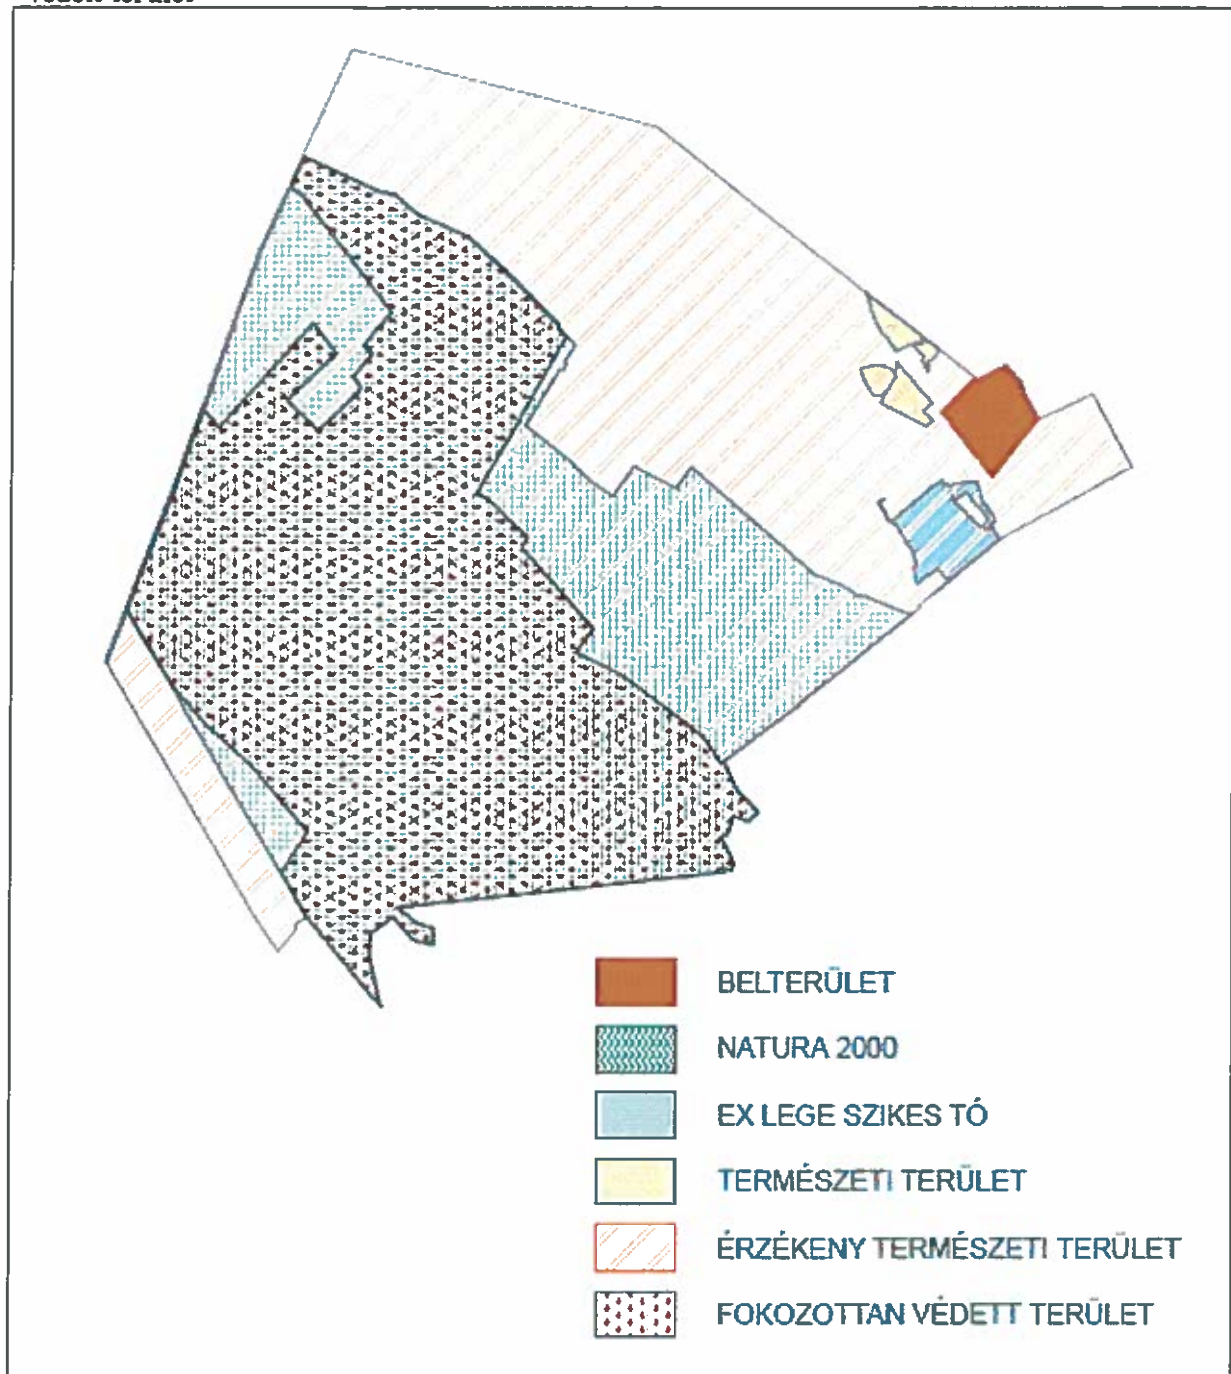 BELTERÜLET
NATURA 2000
EX LEGE SZIKES TÓ
TERMÉSZETI TERÜLET
ÉRZÉKENY TERMÉSZETI TERÜLET
FOKOZOTTAN VÉDETT TERÜLET